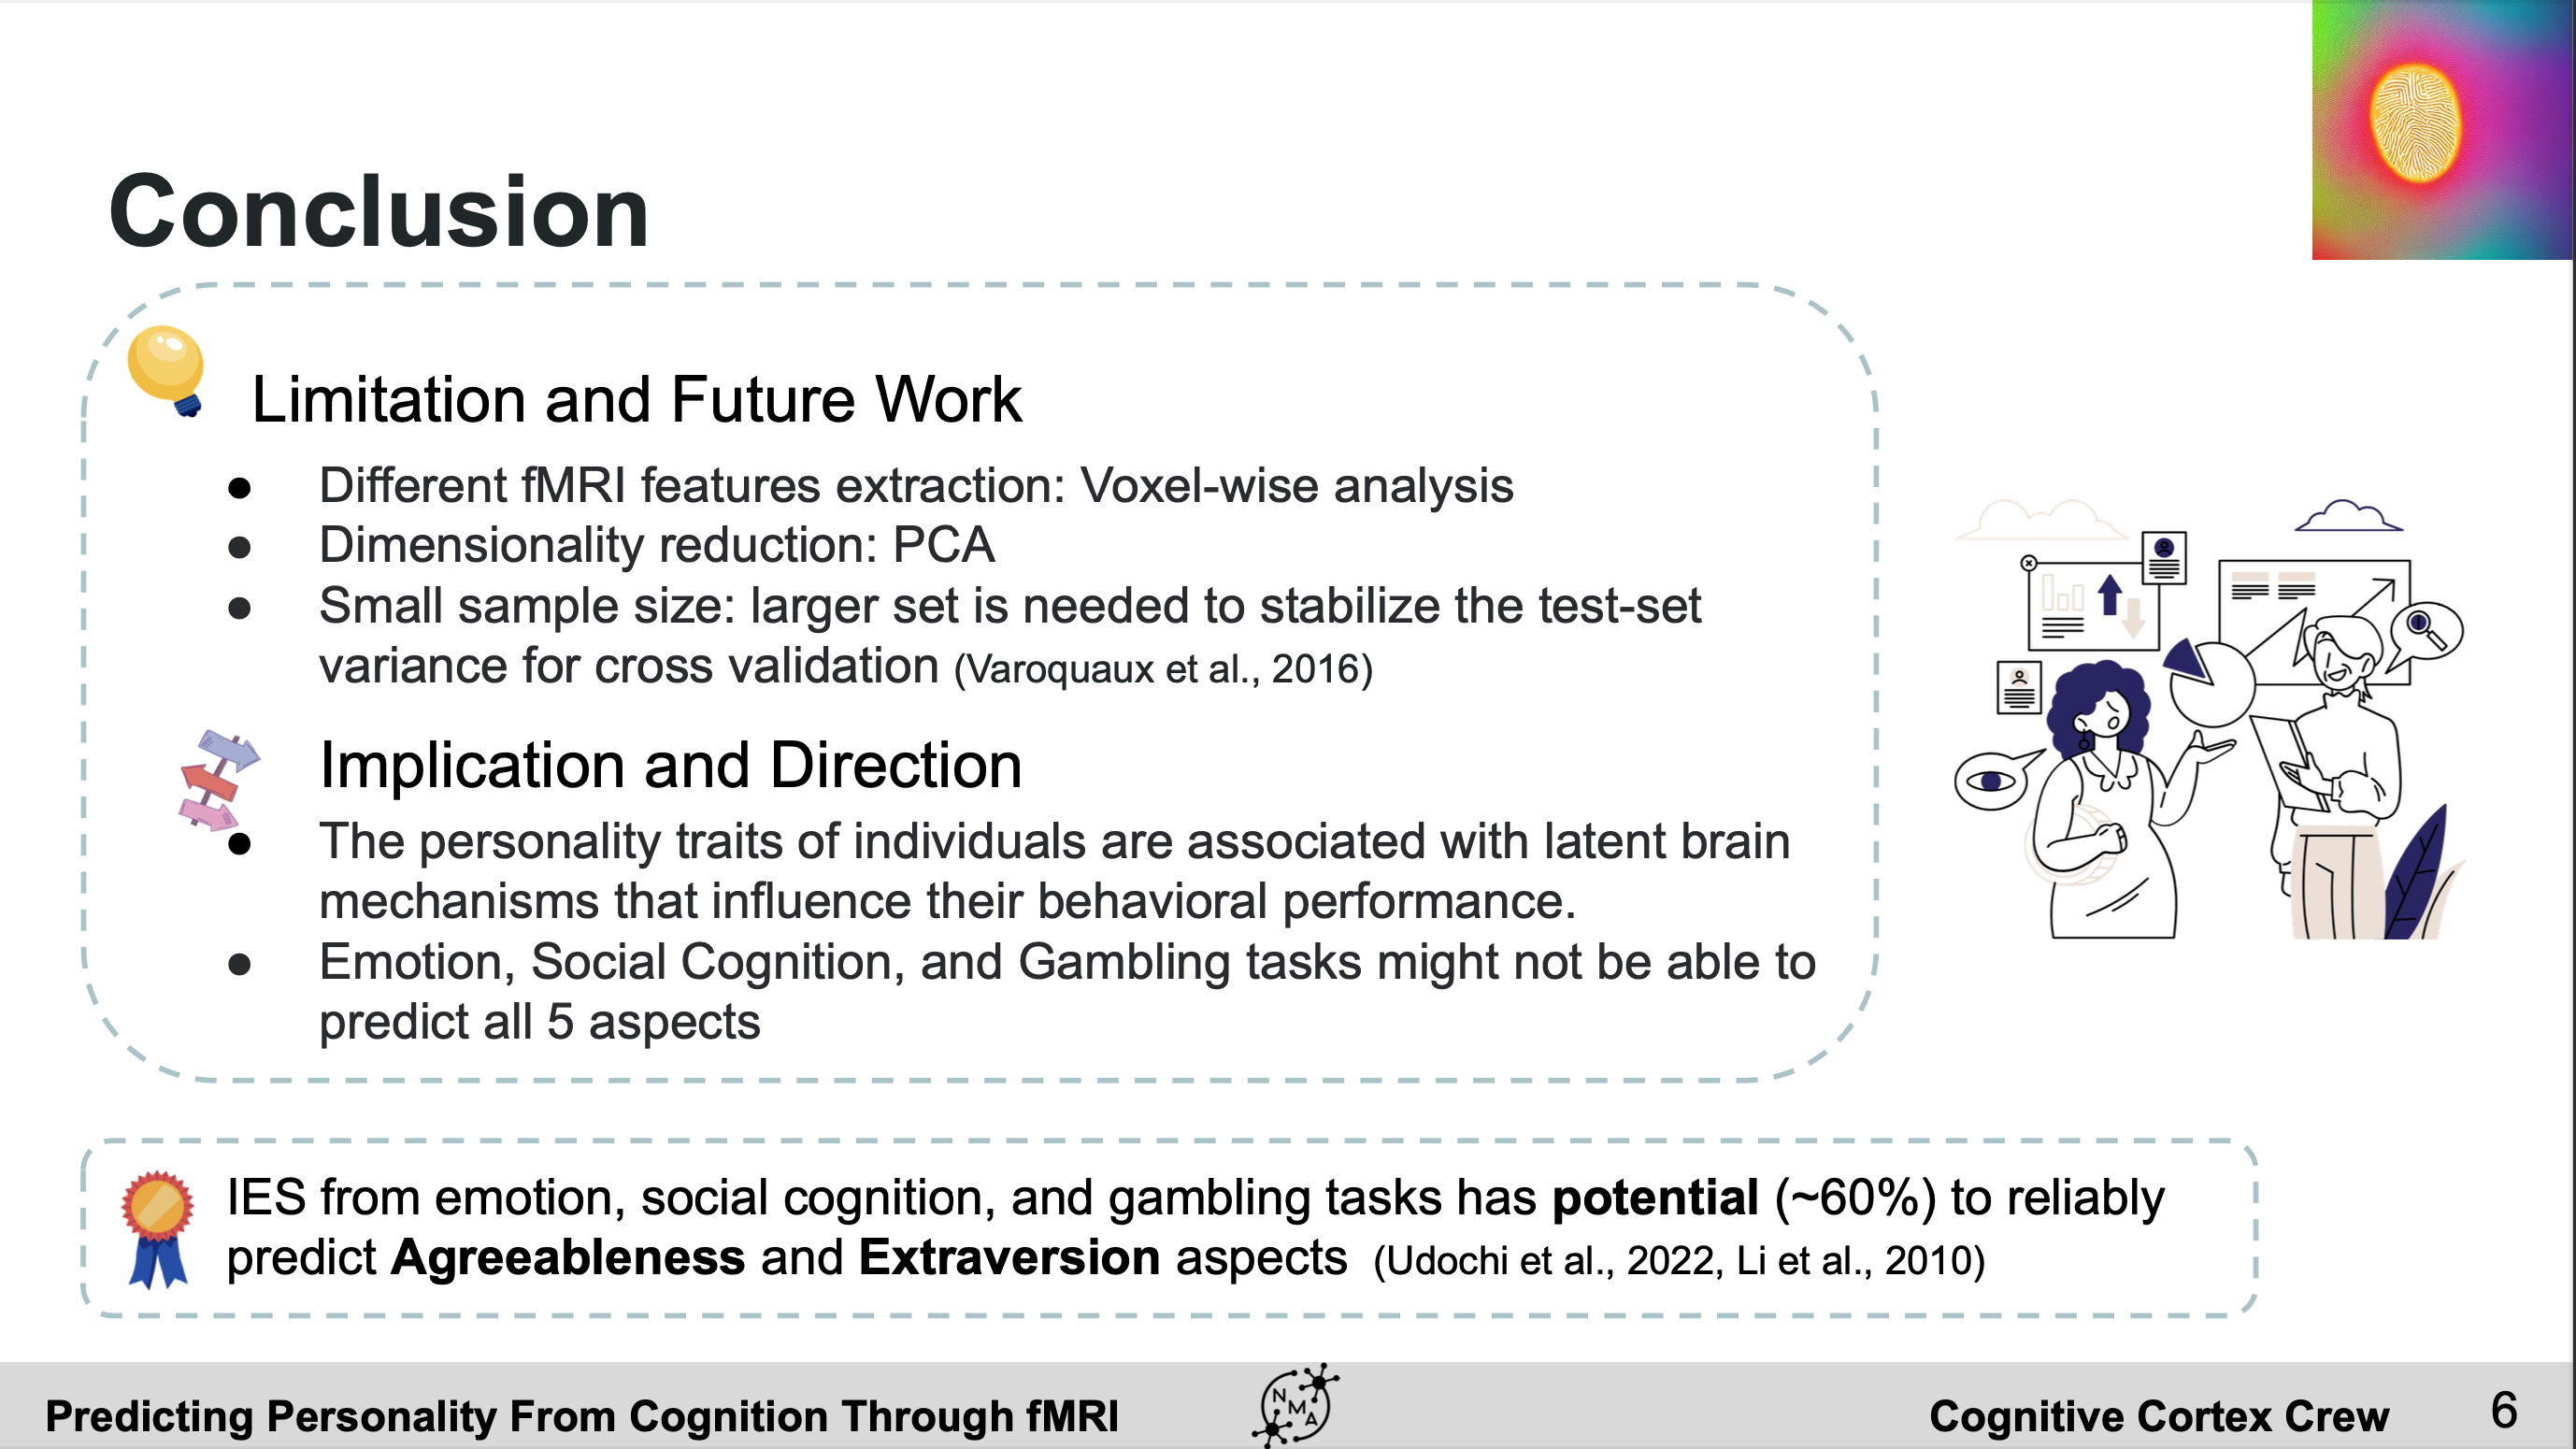 Conclusion
Limitation and Future Work
● Different fMRI features extraction: Voxel-wise analysis
● Dimensionality reduction: PCA
● Small sample size: larger set is needed to stabilize the test-set
variance for cross validation (Varoquaux et al., 2016)
Implication and Direction
● The personality traits of individuals are associated with latent brain
mechanisms that influence their behavioral performance.
● Emotion, Social Cognition, and Gambling tasks might not be able to
predict all 5 aspects
IES from emotion, social cognition, and gambling tasks has potential (~60%) to reliably
predict Agreeableness and Extraversion aspects (Udochi et al., 2022, Li et al., 2010)
Predicting Personality From Cognition Through fMRI
NMA
Cognitive Cortex Crew
6